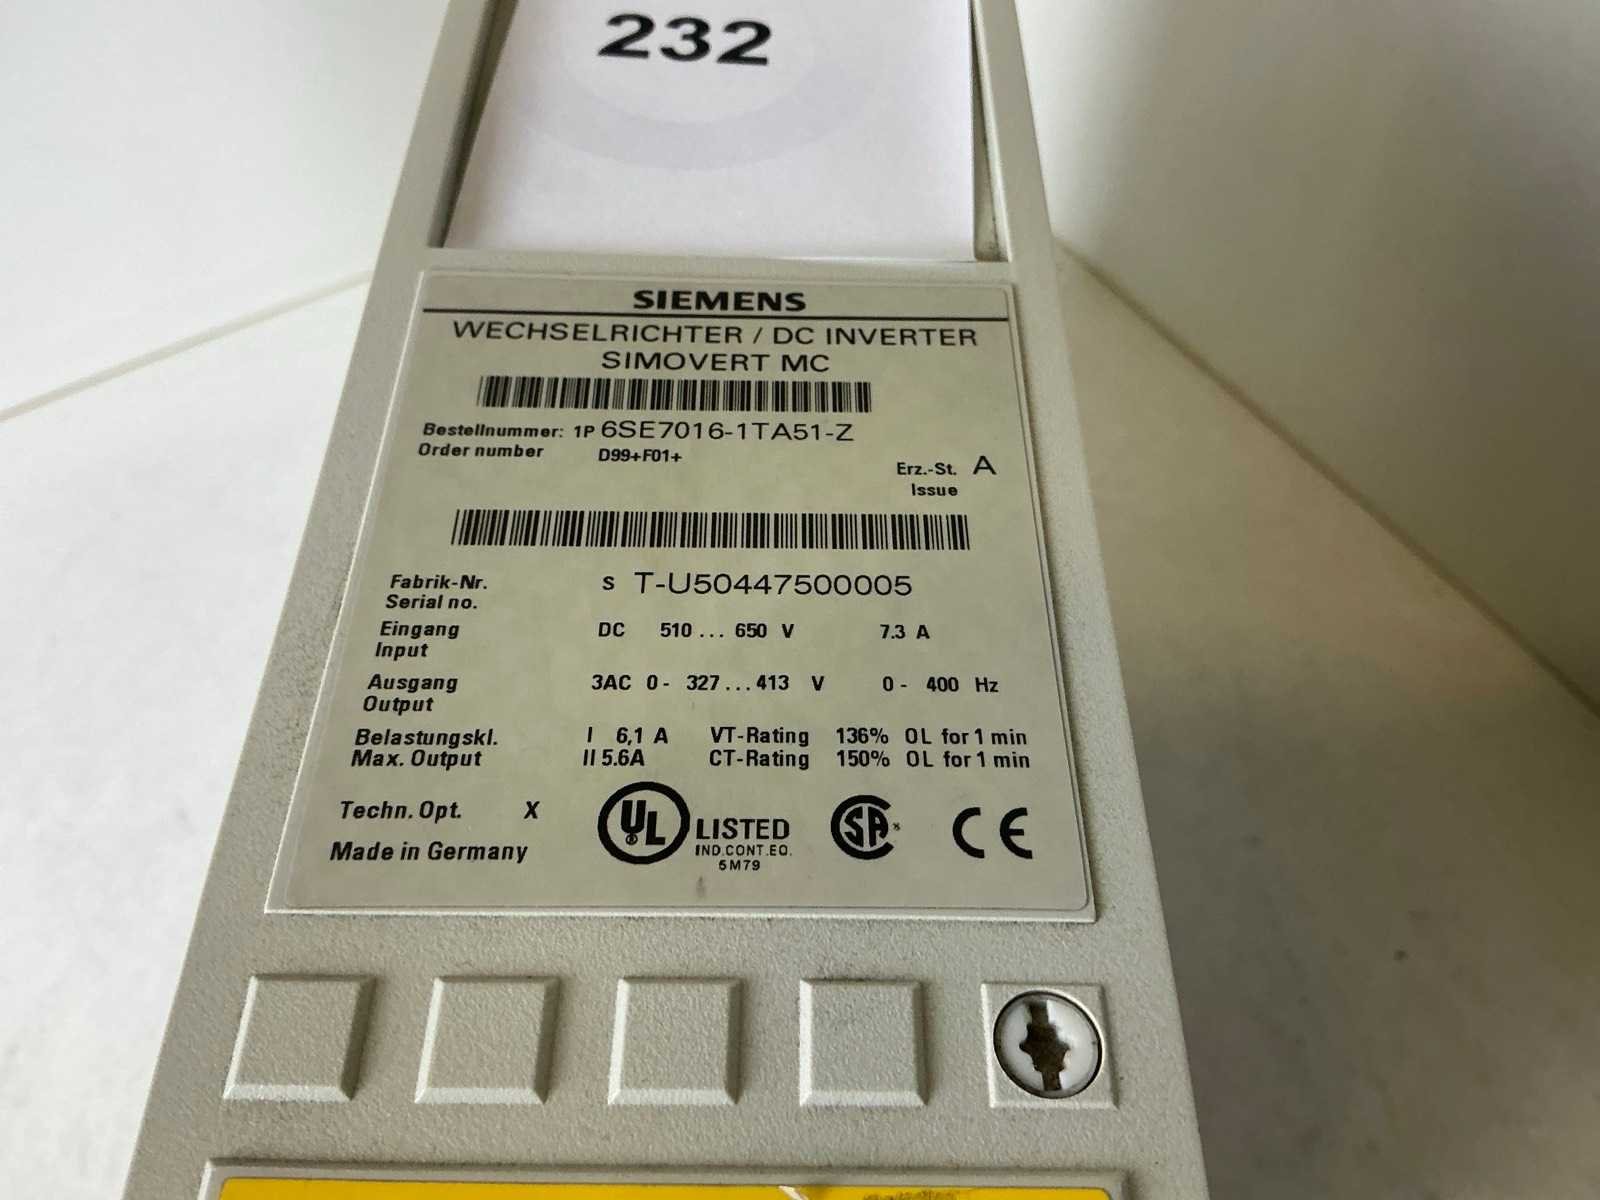 232
SIEMENS
WECHSELRICHTER / DC INVERTER
SIMOVERT MC
Bestellnummer: 1P 6SE7016-1TA51-Z
Order number D99+F01+
Erz.-St. A
Issue
Fabrik-Nr. S T-U50447500005
Serial no.
Eingang DC 510 ... 650 V 7.3 A
Input
Ausgang 3AC 0 - 327 ... 413 V 0 - 400 Hz
Output
Belastungskl. I 6,1 A VT-Rating 136% OL for 1 min
Max. Output II 5.6A CT-Rating 150% OL for 1 min
Techn. Opt. X
UL ® LISTED SA CE
IND.CONT.EQ.
5M79
Made in Germany